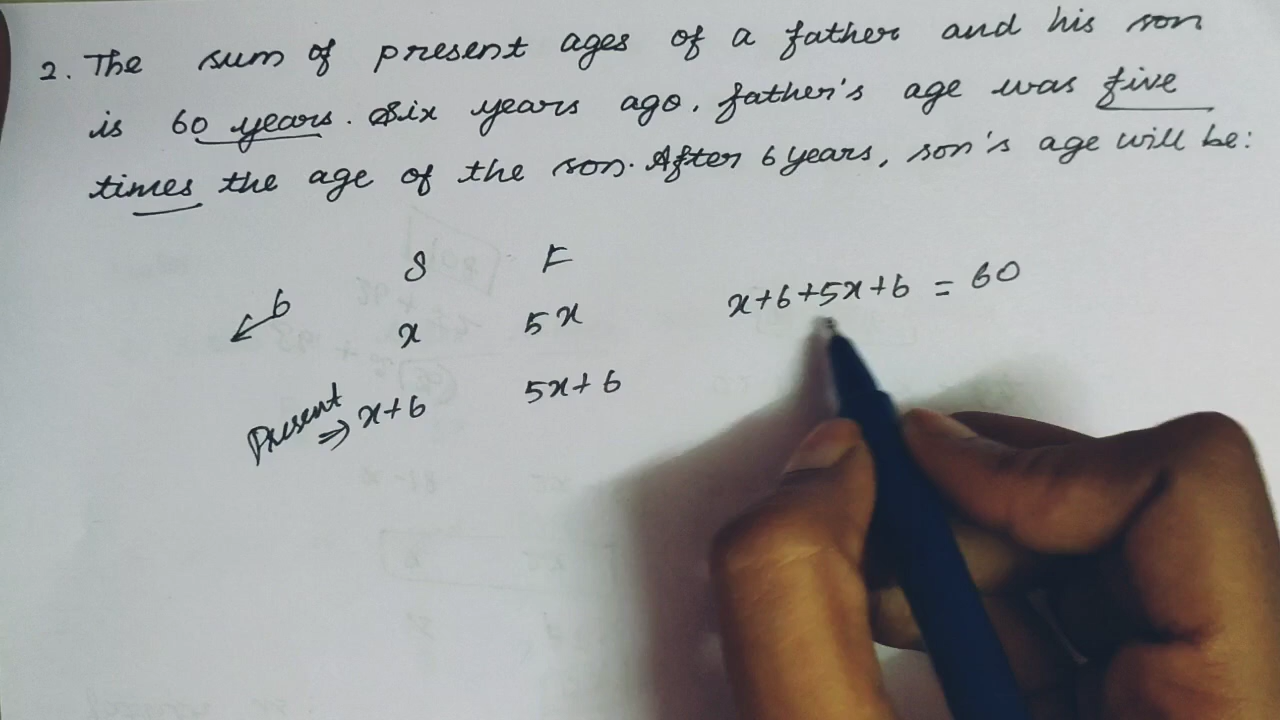 2. The sum of present ages of a father and his son
is 60 years. Six years ago, father's age was five
times the age of the son. After 6 years, son's age will be:
S F
6 x 5x x+6+5x+6 = 60
Present ⇒ x+6 5x+6